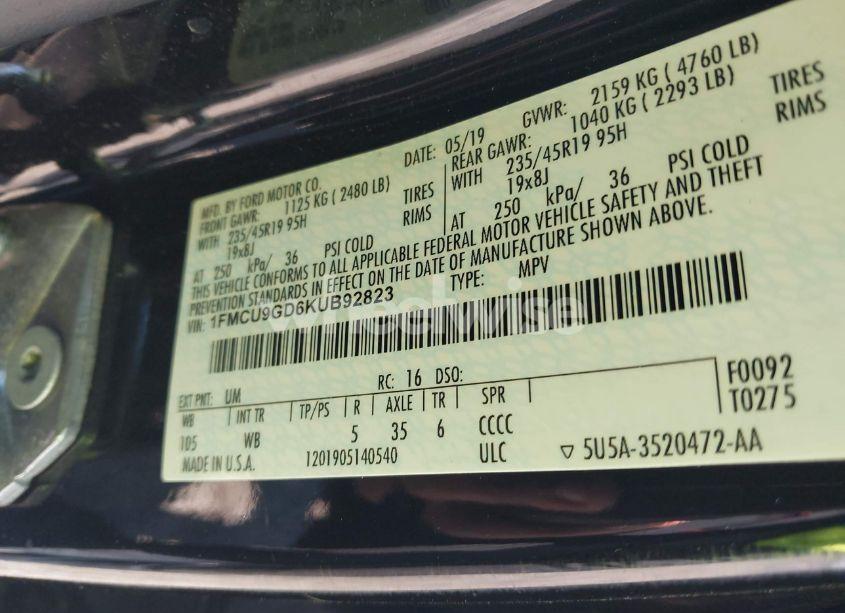 MFD. BY FORD MOTOR CO.
DATE: 05/19
GVWR: 2159 KG ( 4760 LB)
FRONT GAWR: 1125 KG ( 2480 LB)
REAR GAWR: 1040 KG ( 2293 LB)
WITH 235/45R19 95H TIRES
WITH 235/45R19 95H TIRES
19x8J RIMS
19x8J RIMS
AT 250 kPa/ 36 PSI COLD
AT 250 kPa/ 36 PSI COLD
THIS VEHICLE CONFORMS TO ALL APPLICABLE FEDERAL MOTOR VEHICLE SAFETY AND THEFT
PREVENTION STANDARDS IN EFFECT ON THE DATE OF MANUFACTURE SHOWN ABOVE.
VIN: 1FMCU9GD6KUB92823
TYPE: MPV
wheelwise
EXT PNT: UM RC: 16 DSO:
F0092
T0275
WB INT TR TP/PS R AXLE TR SPR
105 WB 5 35 6 CCCC
MADE IN U.S.A. 1201905140540 ULC
▽ 5U5A-3520472-AA